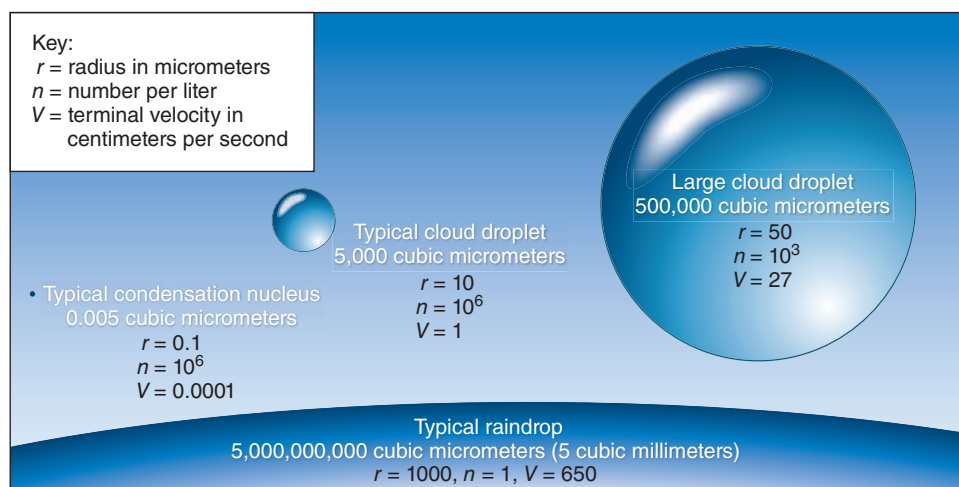 Key:
r = radius in micrometers
n = number per liter
V = terminal velocity in
centimeters per second
Large cloud droplet
500,000 cubic micrometers
r = 50
n = 10³
V = 27
Typical cloud droplet
5,000 cubic micrometers
r = 10
n = 10⁶
V = 1
• Typical condensation nucleus
0.005 cubic micrometers
r = 0.1
n = 10⁶
V = 0.0001
Typical raindrop
5,000,000,000 cubic micrometers (5 cubic millimeters)
r = 1000, n = 1, V = 650